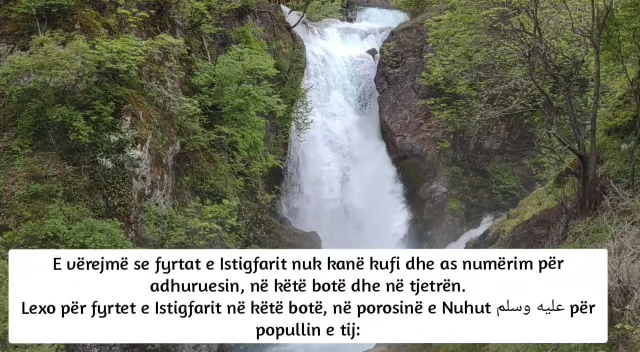 E vërejmë se fyrtat e Istigfarit nuk kanë kufi dhe as numërim për
adhuruesin, në këtë botë dhe në tjetrën.
Lexo për fyrtet e Istigfarit në këtë botë, në porosinë e Nuhut عليه وسلم për
popullin e tij: